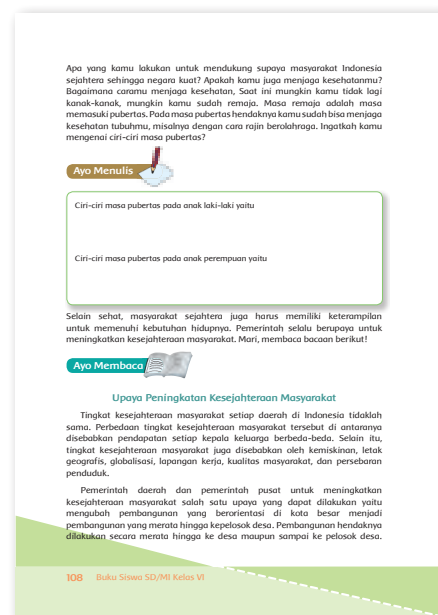 Apa yang kamu lakukan untuk mendukung supaya masyarakat Indonesia
sejahtera sehingga negara kuat? Apakah kamu juga menjaga kesehatanmu?
Bagaimana caramu menjaga kesehatan, Saat ini mungkin kamu tidak lagi
kanak-kanak, mungkin kamu sudah remaja. Masa remaja adalah masa
memasuki pubertas. Pada masa pubertas hendaknya kamu sudah bisa menjaga
kesehatan tubuhmu, misalnya dengan cara rajin berolahraga. Ingatkah kamu
mengenai ciri-ciri masa pubertas?
Ayo Menulis
Ciri-ciri masa pubertas pada anak laki-laki yaitu
Ciri-ciri masa pubertas pada anak perempuan yaitu
Selain sehat, masyarakat sejahtera juga harus memiliki keterampilan
untuk memenuhi kebutuhan hidupnya. Pemerintah selalu berupaya untuk
meningkatkan kesejahteraan masyarakat. Mari, membaca bacaan berikut!
Ayo Membaca
Upaya Peningkatan Kesejahteraan Masyarakat
Tingkat kesejahteraan masyarakat setiap daerah di Indonesia tidaklah
sama. Perbedaan tingkat kesejahteraan masyarakat tersebut di antaranya
disebabkan pendapatan setiap kepala keluarga berbeda-beda. Selain itu,
tingkat kesejahteraan masyarakat juga disebabkan oleh kemiskinan, letak
geografis, globalisasi, lapangan kerja, kualitas masyarakat, dan persebaran
penduduk.
Pemerintah daerah dan pemerintah pusat untuk meningkatkan
kesejahteraan masyarakat salah satu upaya yang dapat dilakukan yaitu
mengubah pembangunan yang berorientasi di kota besar menjadi
pembangunan yang merata hingga kepelosok desa. Pembangunan hendaknya
dilakukan secara merata hingga ke desa maupun sampai ke pelosok desa.
108 Buku Siswa SD/MI Kelas VI